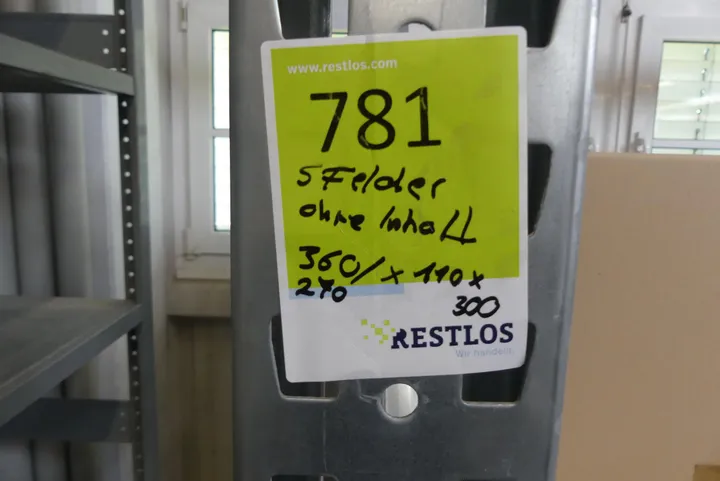 www.restlos.com
781
5 Felder
ohne Inhalt
360/ x 110 x
270
300
RESTLOS
Wir handeln.